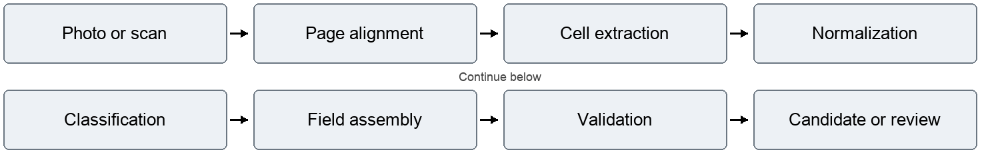 Photo or scan
Page alignment
Cell extraction
Normalization
Continue below
Classification
Field assembly
Validation
Candidate or review